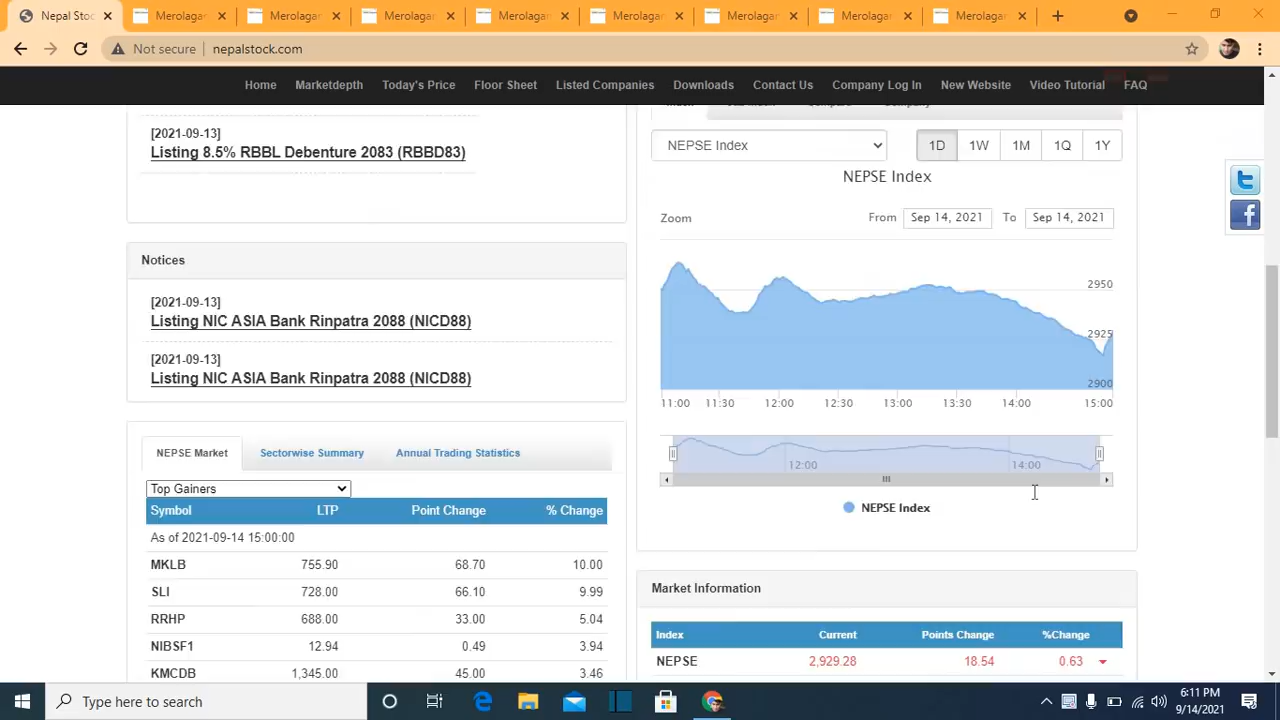 Nepal Stoc
Merolagar
Merolagar
Merolagar
Merolagar
Merolagar
Merolagar
Merolagar
Merolagar
Not secure
nepalstock.com
Home Marketdepth Today's Price Floor Sheet Listed Companies Downloads Contact Us Company Log In New Website Video Tutorial FAQ
[2021-09-13]
Listing 8.5% RBBL Debenture 2083 (RBBD83)
Notices
[2021-09-13]
Listing NIC ASIA Bank Rinpatra 2088 (NICD88)
[2021-09-13]
Listing NIC ASIA Bank Rinpatra 2088 (NICD88)
NEPSE Market Sectorwise Summary Annual Trading Statistics
Top Gainers
Symbol LTP Point Change % Change
As of 2021-09-14 15:00:00
MKLB 755.90 68.70 10.00
SLI 728.00 66.10 9.99
RRHP 688.00 33.00 5.04
NIBSF1 12.94 0.49 3.94
KMCDB 1,345.00 45.00 3.46
NEPSE Index 1D 1W 1M 1Q 1Y
NEPSE Index
Zoom From Sep 14, 2021 To Sep 14, 2021
2950
2925
2900
11:00 11:30 12:00 12:30 13:00 13:30 14:00 15:00
12:00 14:00
NEPSE Index
Market Information
Index Current Points Change %Change
NEPSE 2,929.28 18.54 0.63
Type here to search
6:11 PM
9/14/2021